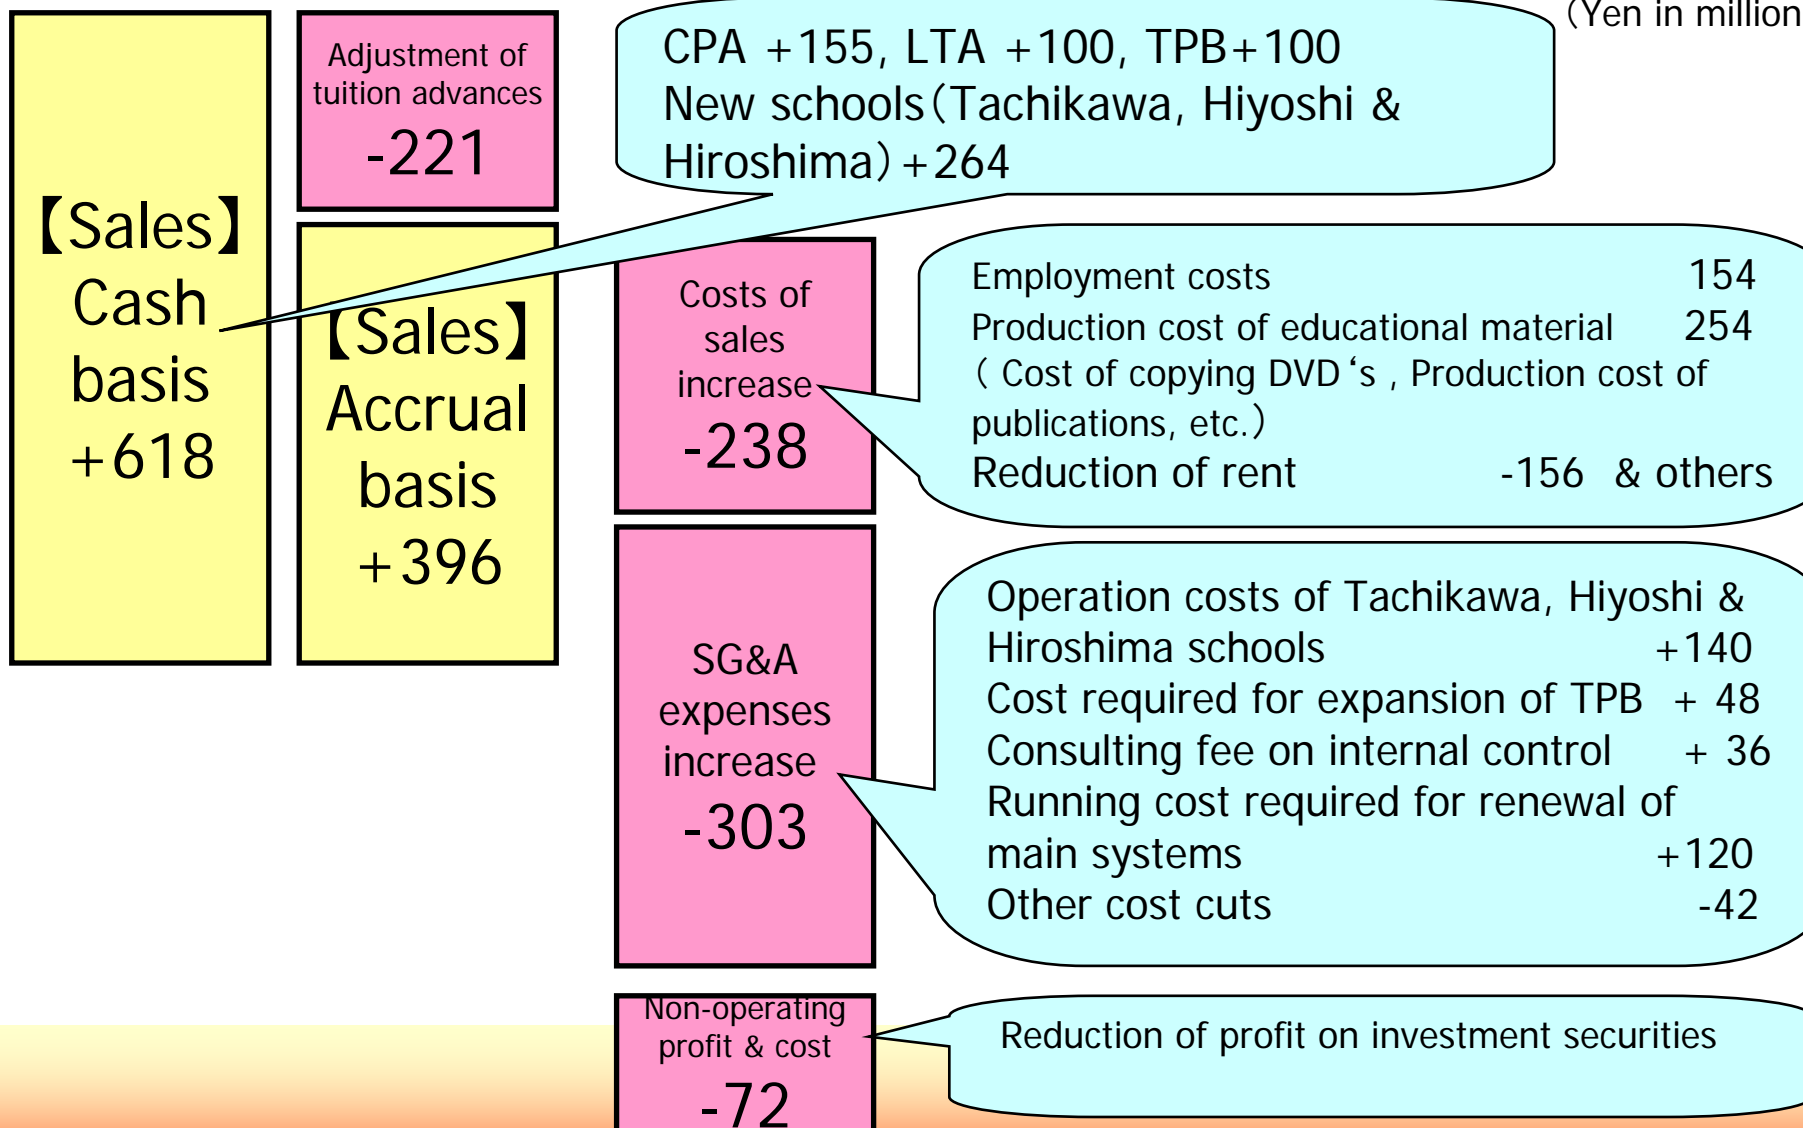 (Yen in million
Adjustment of
tuition advances
-221
CPA +155, LTA +100, TPB+100
New schools(Tachikawa, Hiyoshi &
Hiroshima)+264
【Sales】
Cash
basis
+618
【Sales】
Accrual
basis
+396
Costs of
sales
increase
-238
Employment costs 154
Production cost of educational material 254
( Cost of copying DVD‘s , Production cost of
publications, etc.)
Reduction of rent -156 & others
SG&A
expenses
increase
-303
Operation costs of Tachikawa, Hiyoshi &
Hiroshima schools +140
Cost required for expansion of TPB + 48
Consulting fee on internal control + 36
Running cost required for renewal of
main systems +120
Other cost cuts -42
Non-operating
profit & cost
-72
Reduction of profit on investment securities